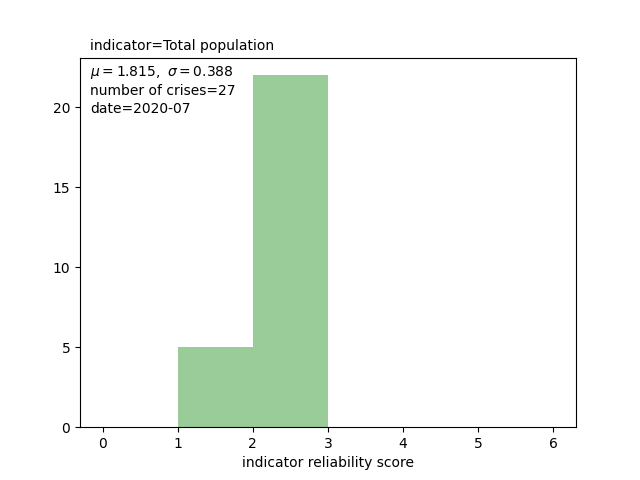 indicator=Total population
μ = 1.815, σ = 0.388
number of crises=27
date=2020-07
20
15
10
5
0
0 1 2 3 4 5 6
indicator reliability score